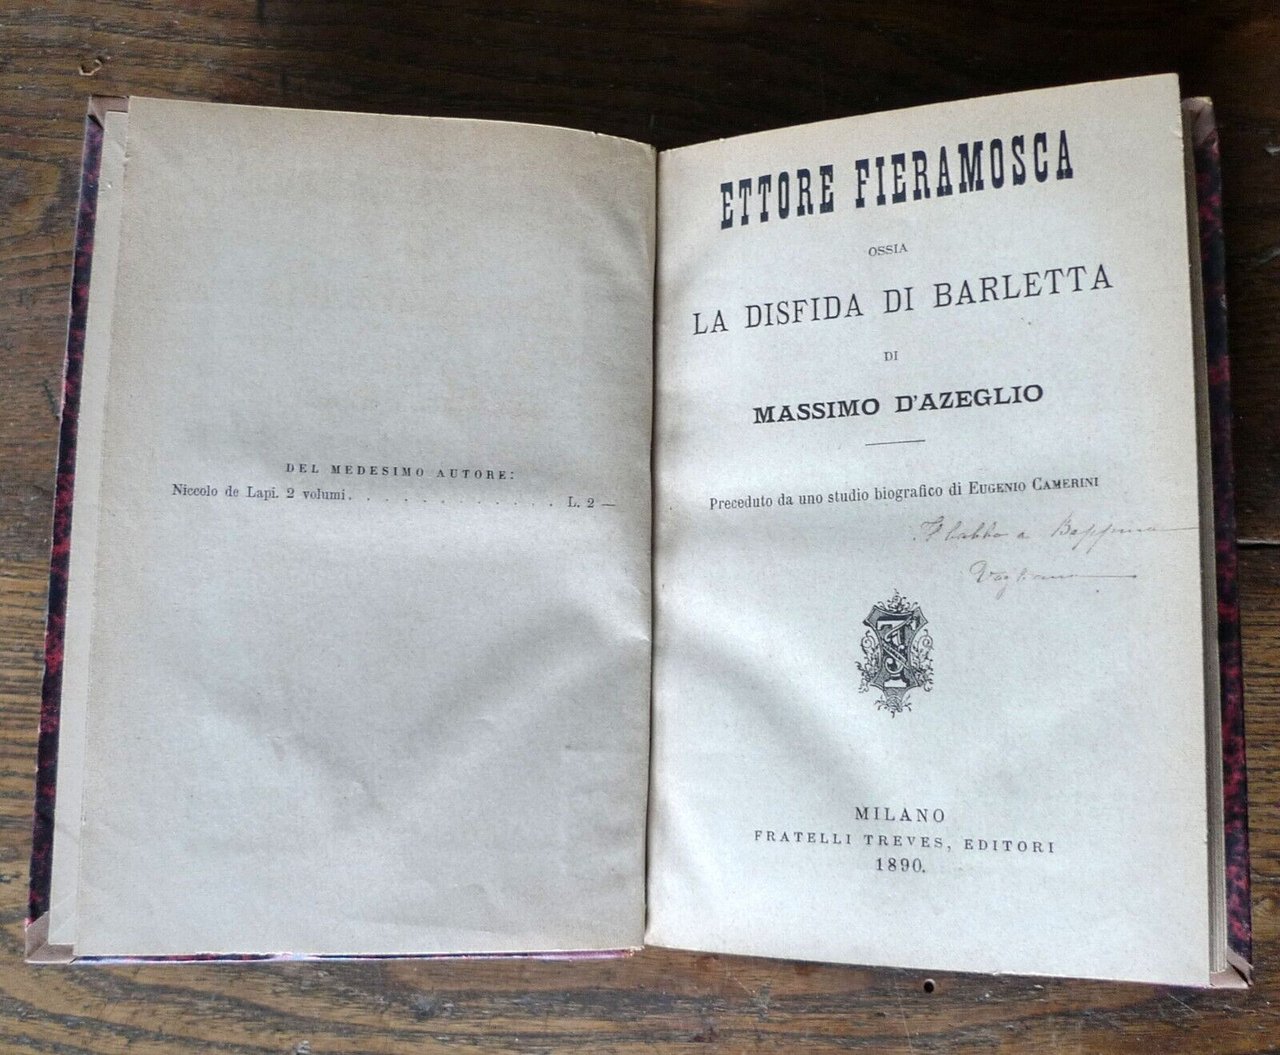 DEL MEDESIMO AUTORE:
Niccolo de Lapi. 2 volumi. . . . . . . . . . . . . L. 2 —
ETTORE FIERAMOSCA
OSSIA
LA DISFIDA DI BARLETTA
DI
MASSIMO D'AZEGLIO
Preceduto da uno studio biografico di EUGENIO CAMERINI
MILANO
FRATELLI TREVES, EDITORI
1890.